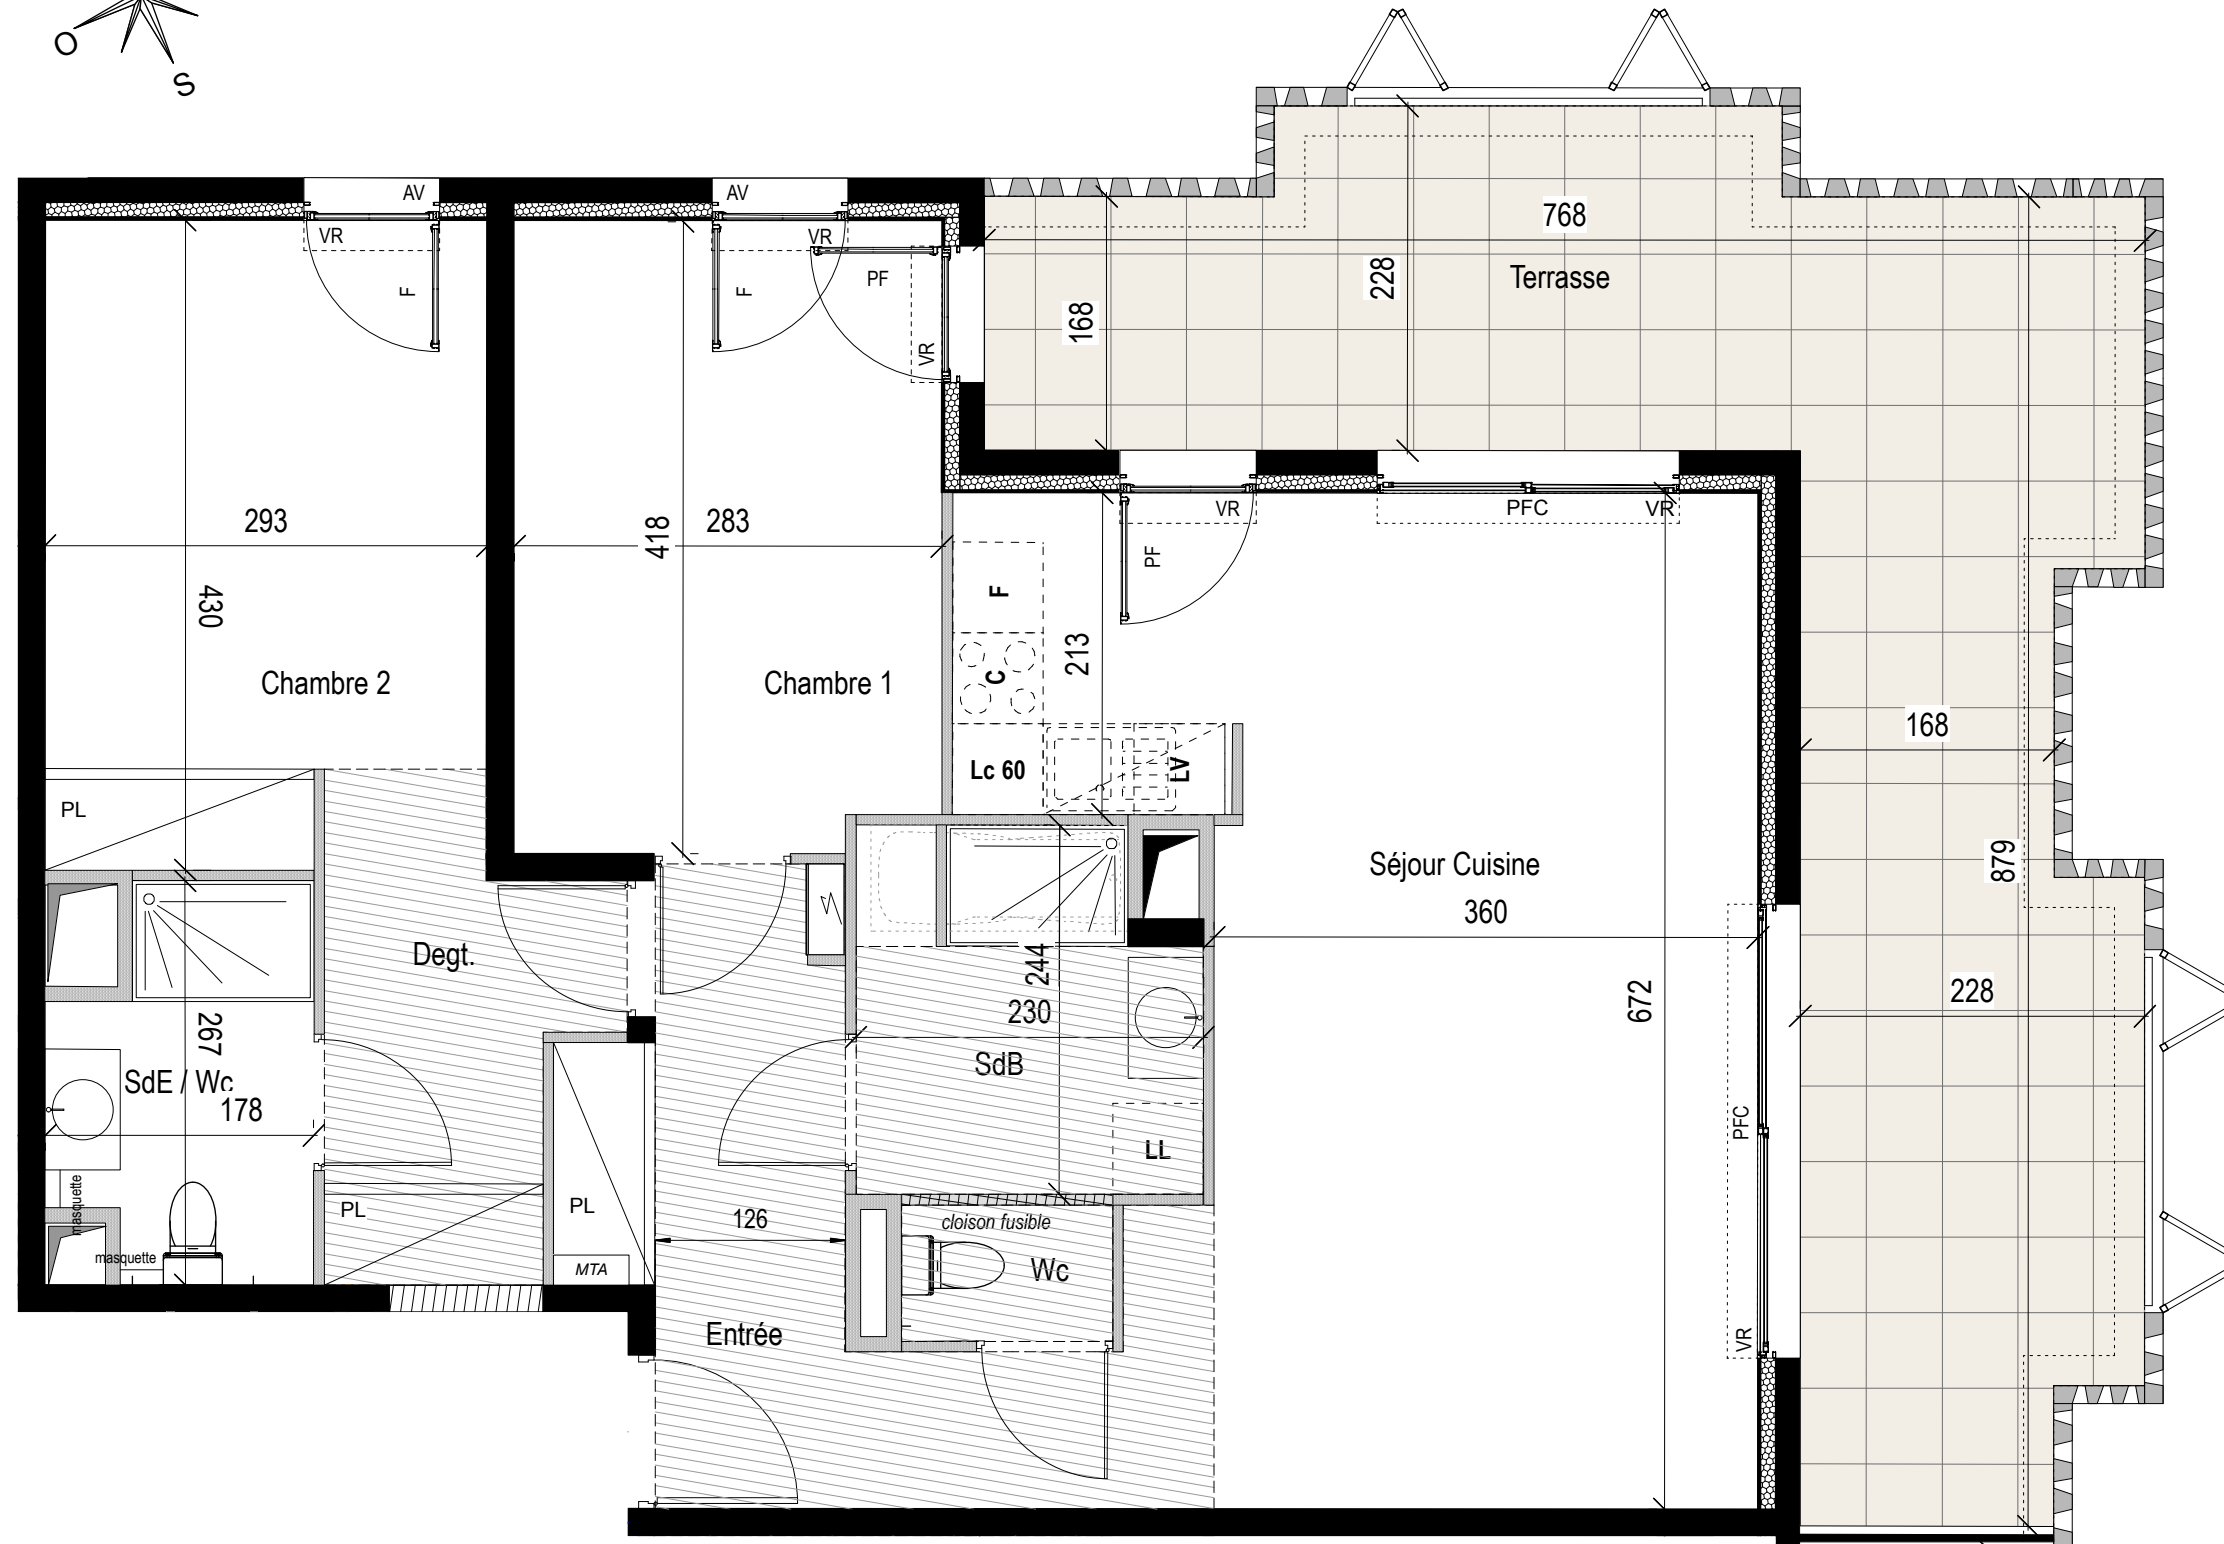 O
S
AV
AV
VR
VR
F
F
PF
VR
768
228
Terrasse
168
293
418
283
VR
PFC
VR
PF
430
F
213
C
Chambre 2
Chambre 1
168
Lc 60
LV
PL
Séjour Cuisine
360
879
Degt.
244
230
672
228
267
SdE / Wc
178
SdB
PFC
LL
masquette
masquette
PL
PL
126
cloison fusible
MTA
Wc
Entrée
VR